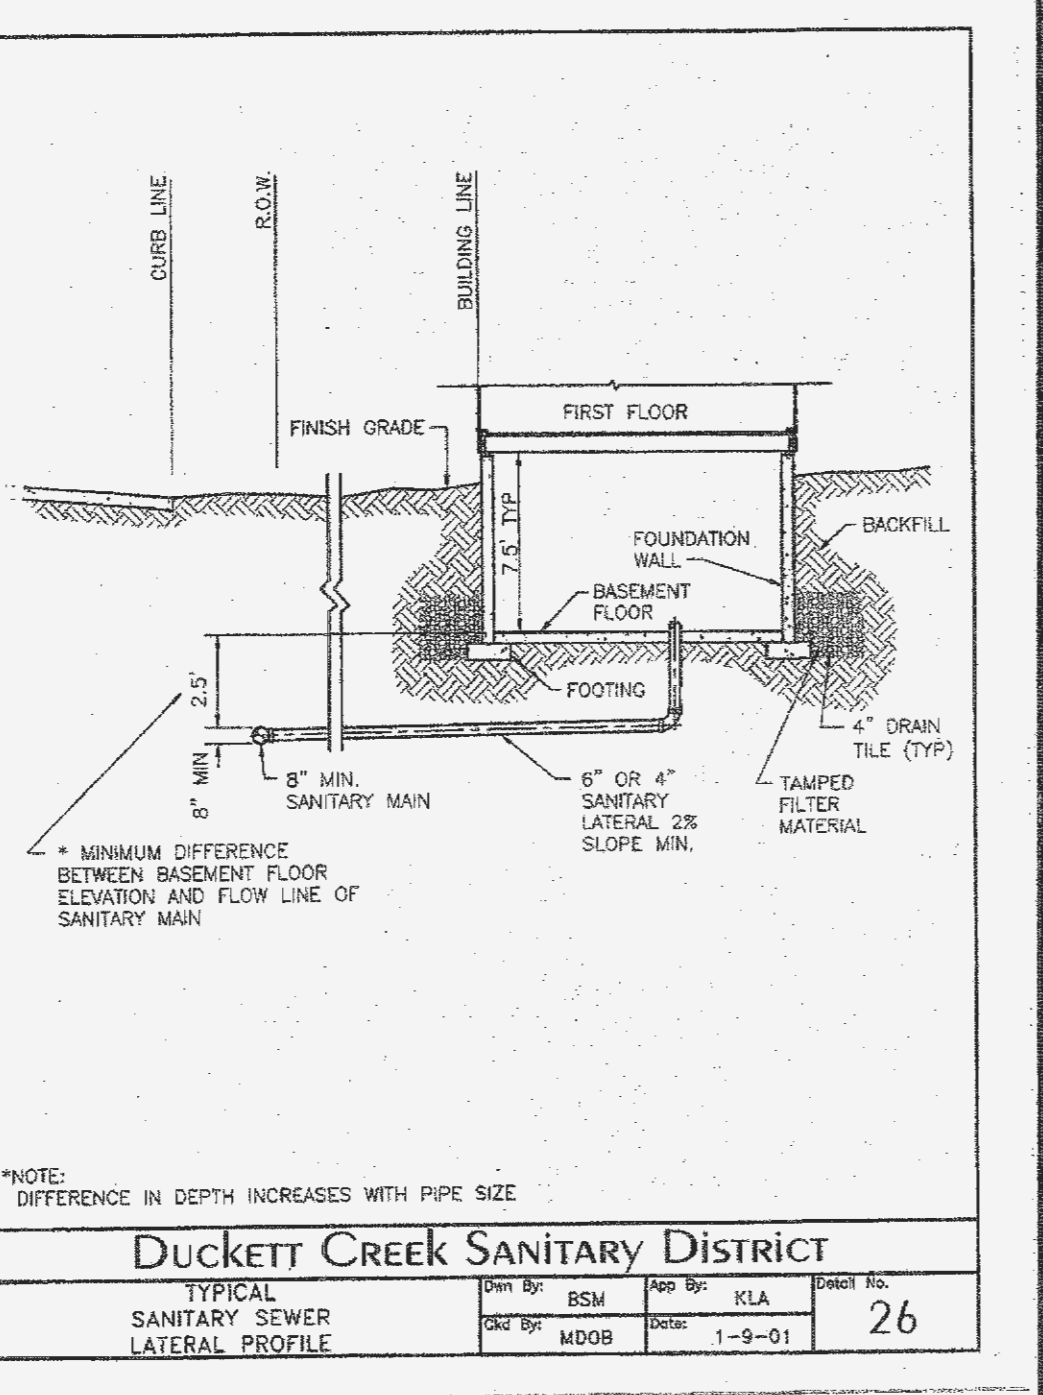 CURB LINE
R.O.W.
BUILDING LINE
FIRST FLOOR
FINISH GRADE
7.5' TYP
FOUNDATION
WALL
BACKFILL
BASEMENT
FLOOR
2.5'
FOOTING
4" DRAIN
TILE (TYP)
8" MIN
8" MIN.
SANITARY MAIN
6" OR 4"
SANITARY
LATERAL 2%
SLOPE MIN.
TAMPED
FILTER
MATERIAL
* MINIMUM DIFFERENCE
BETWEEN BASEMENT FLOOR
ELEVATION AND FLOW LINE OF
SANITARY MAIN
*NOTE:
DIFFERENCE IN DEPTH INCREASES WITH PIPE SIZE
DUCKETT CREEK SANITARY DISTRICT
TYPICAL
SANITARY SEWER
LATERAL PROFILE
Dwn By: BSM
App By: KLA
Detail No.
26
Ckd By: MDOB
Date: 1-9-01